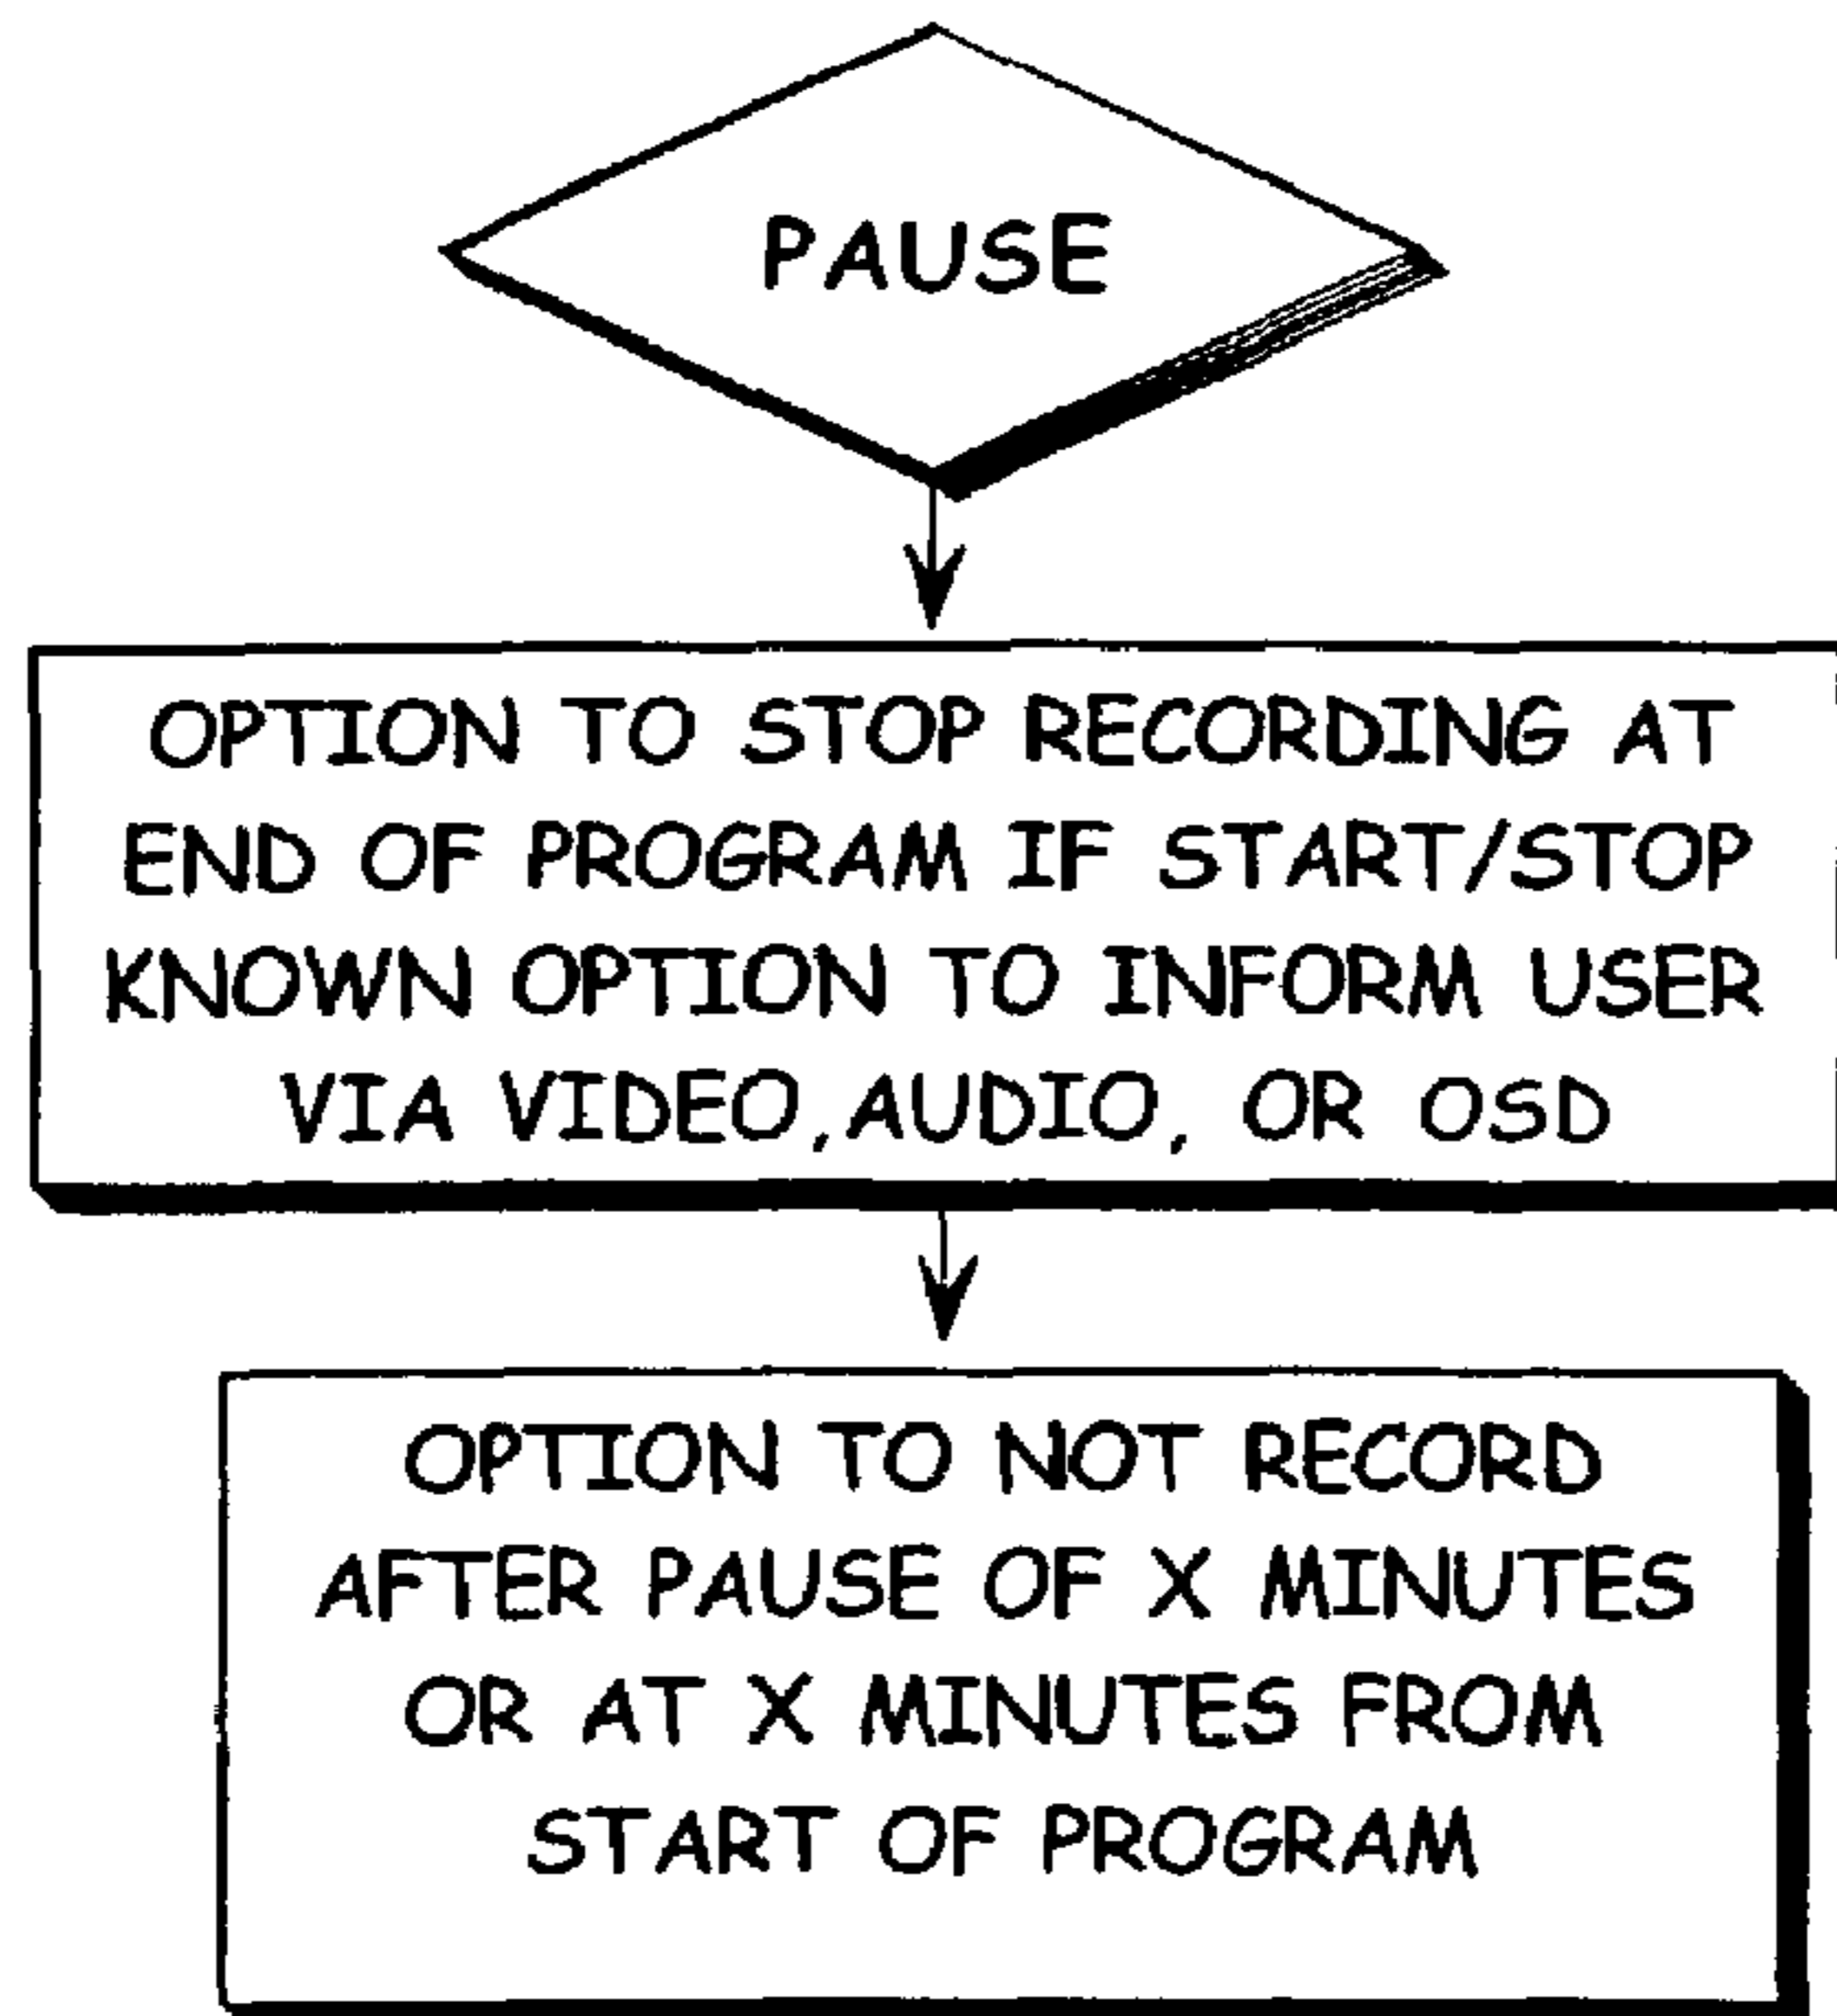 PAUSE
OPTION TO STOP RECORDING AT
END OF PROGRAM IF START/STOP
KNOWN OPTION TO INFORM USER
VIA VIDEO, AUDIO, OR OSD
OPTION TO NOT RECORD
AFTER PAUSE OF X MINUTES
OR AT X MINUTES FROM
START OF PROGRAM